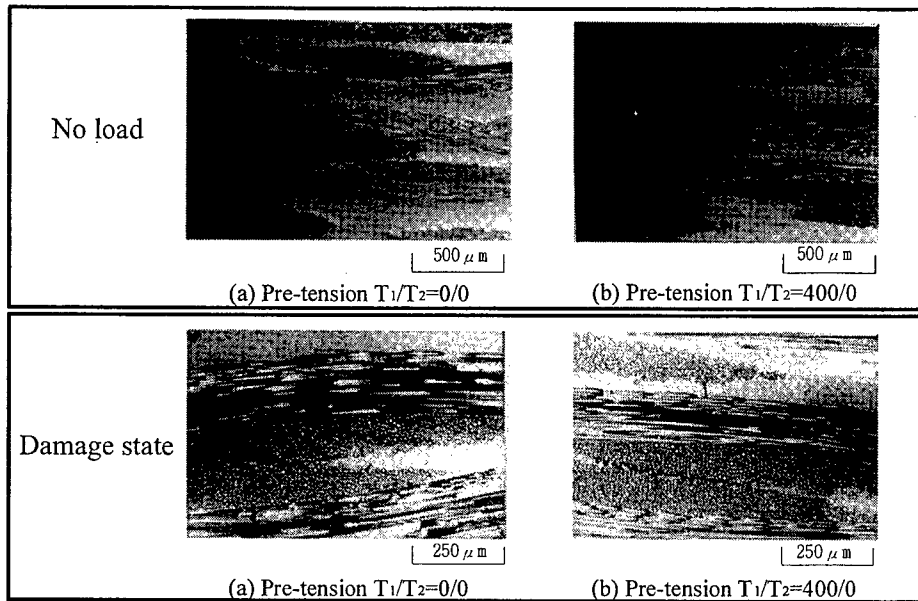 No load
500 μm
500 μm
(a) Pre-tension T1/T2=0/0
(b) Pre-tension T1/T2=400/0
Damage state
250 μm
250 μm
(a) Pre-tension T1/T2=0/0
(b) Pre-tension T1/T2=400/0